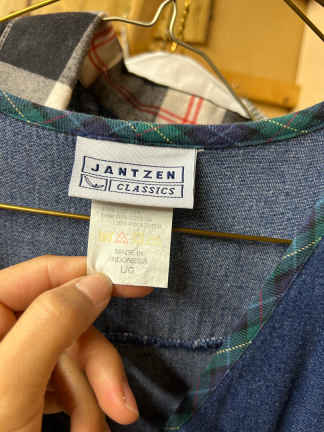 JANTZEN
CLASSICS
MADE IN
INDONESIA
L/G